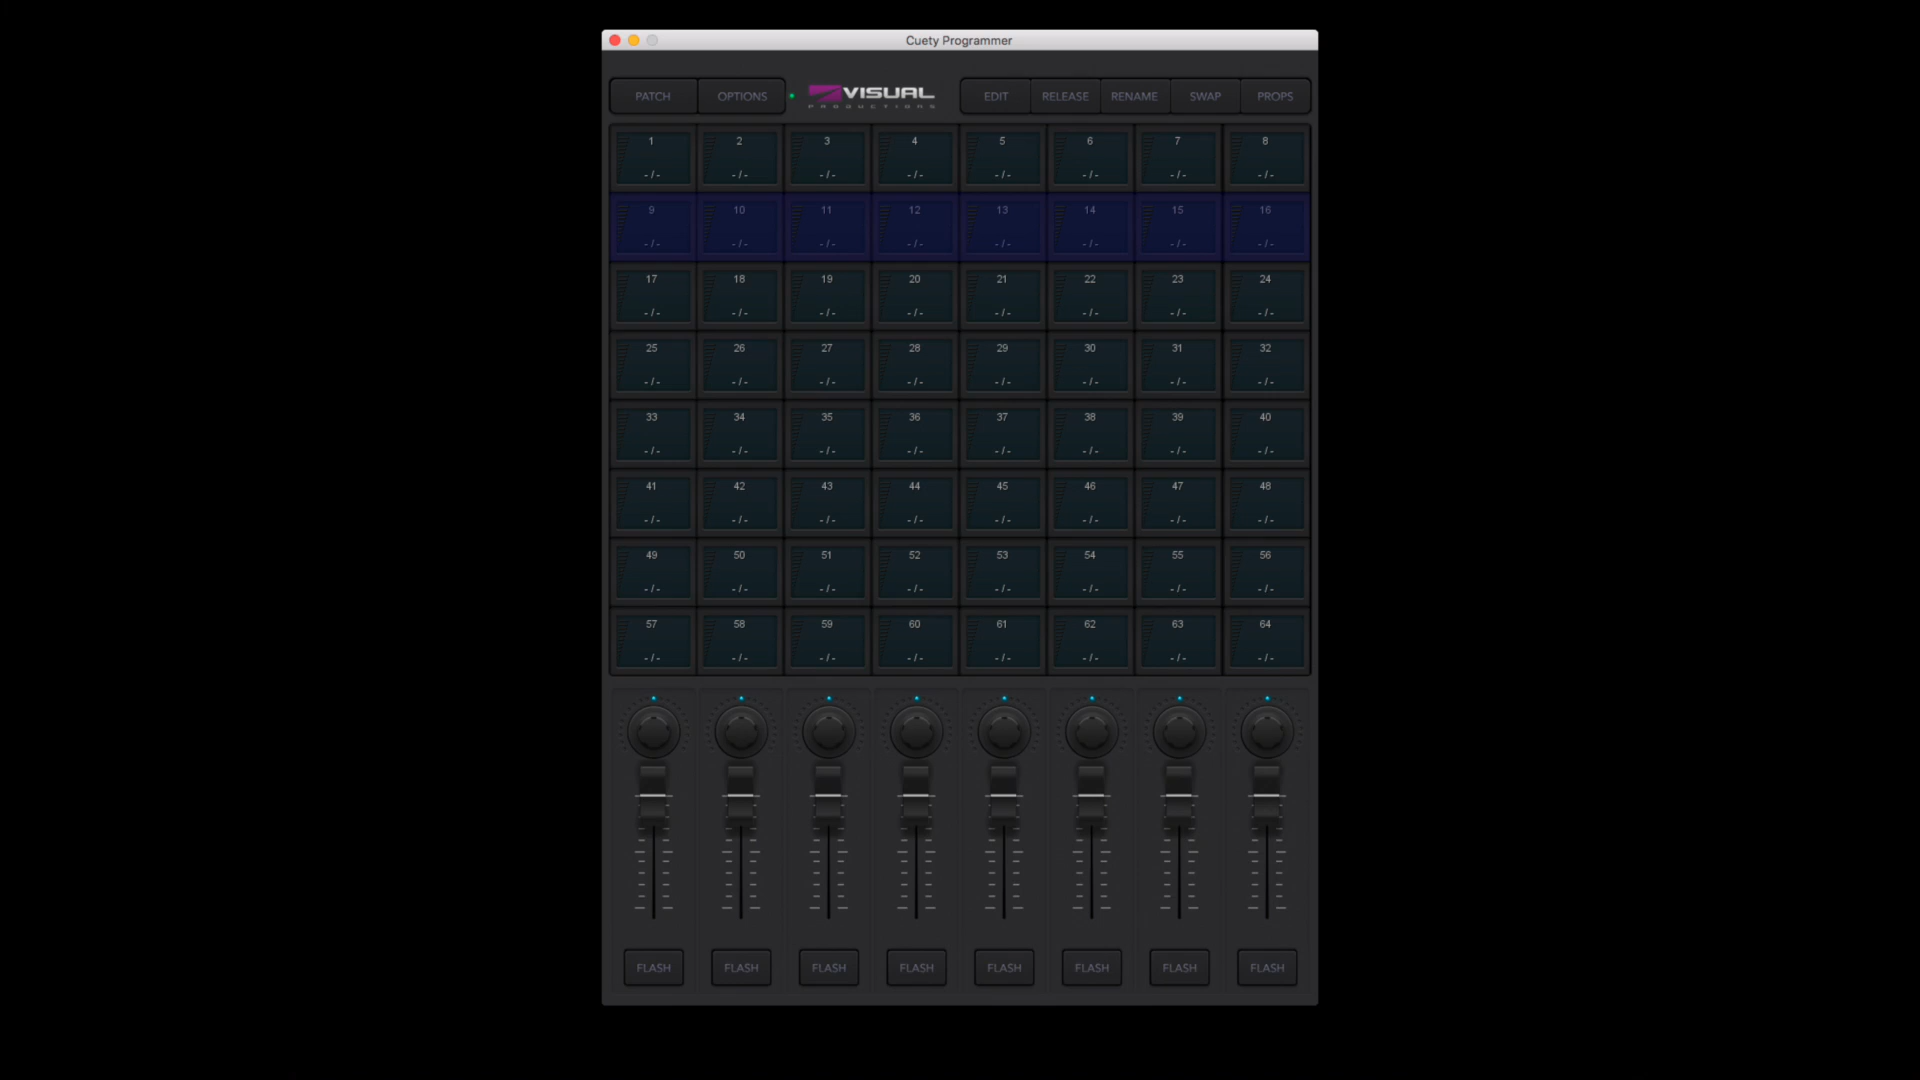 Cuety Programmer
PATCH OPTIONS VISUAL EDIT RELEASE RENAME SWAP PROPS
PRODUCTIONS
1 2 3 4 5 6 7 8
- / - - / - - / - - / - - / - - / - - / - - / -
9 10 11 12 13 14 15 16
- / - - / - - / - - / - - / - - / - - / - - / -
17 18 19 20 21 22 23 24
- / - - / - - / - - / - - / - - / - - / - - / -
25 26 27 28 29 30 31 32
- / - - / - - / - - / - - / - - / - - / - - / -
33 34 35 36 37 38 39 40
- / - - / - - / - - / - - / - - / - - / - - / -
41 42 43 44 45 46 47 48
- / - - / - - / - - / - - / - - / - - / - - / -
49 50 51 52 53 54 55 56
- / - - / - - / - - / - - / - - / - - / - - / -
57 58 59 60 61 62 63 64
- / - - / - - / - - / - - / - - / - - / - - / -
FLASH FLASH FLASH FLASH FLASH FLASH FLASH FLASH